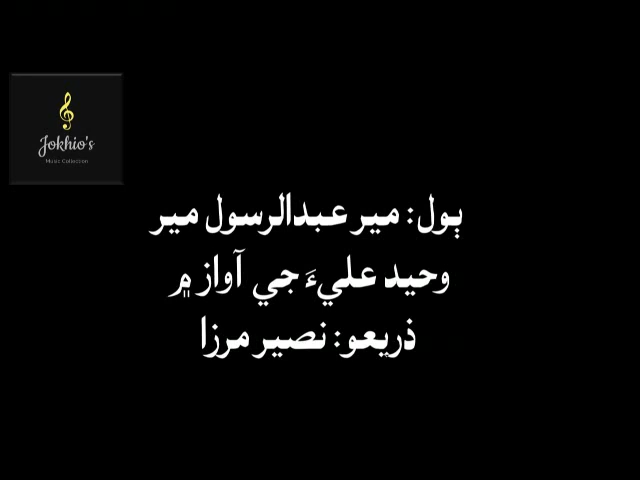 Jokhio's
Music Collection
ٻول: مير عبدالرسول مير
وحيد عليءَ جي آواز ۾
ذريعو: نصير مرزا